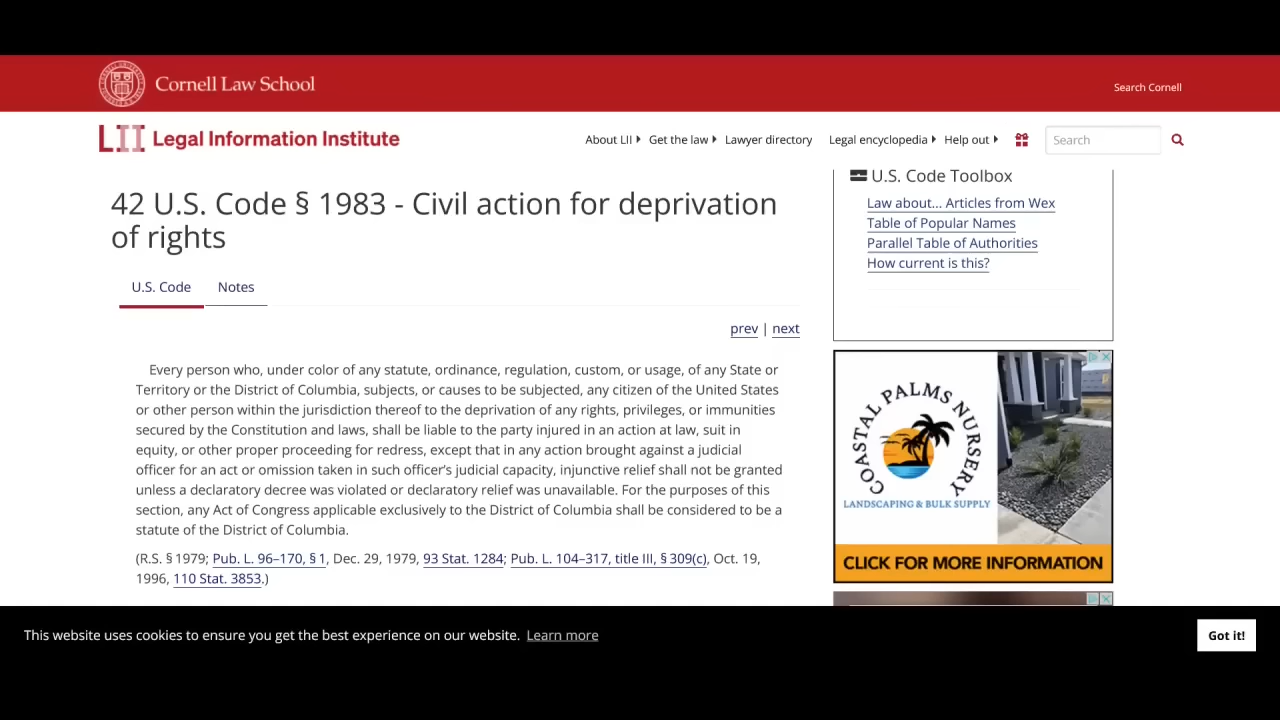 Cornell Law School
Search Cornell
LII Legal Information Institute
About LII
Get the law
Lawyer directory
Legal encyclopedia
Help out
Search
42 U.S. Code § 1983 - Civil action for deprivation
of rights
U.S. Code
Notes
prev | next
Every person who, under color of any statute, ordinance, regulation, custom, or usage, of any State or
Territory or the District of Columbia, subjects, or causes to be subjected, any citizen of the United States
or other person within the jurisdiction thereof to the deprivation of any rights, privileges, or immunities
secured by the Constitution and laws, shall be liable to the party injured in an action at law, suit in
equity, or other proper proceeding for redress, except that in any action brought against a judicial
officer for an act or omission taken in such officer's judicial capacity, injunctive relief shall not be granted
unless a declaratory decree was violated or declaratory relief was unavailable. For the purposes of this
section, any Act of Congress applicable exclusively to the District of Columbia shall be considered to be a
statute of the District of Columbia.
(R.S. § 1979; Pub. L. 96–170, § 1, Dec. 29, 1979, 93 Stat. 1284; Pub. L. 104–317, title III, § 309(c), Oct. 19,
1996, 110 Stat. 3853.)
U.S. Code Toolbox
Law about... Articles from Wex
Table of Popular Names
Parallel Table of Authorities
How current is this?
COASTAL PALMS NURSERY
LANDSCAPING & BULK SUPPLY
CLICK FOR MORE INFORMATION
This website uses cookies to ensure you get the best experience on our website. Learn more
Got it!